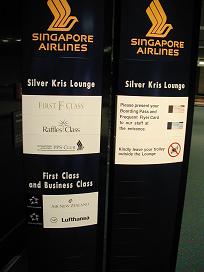 SINGAPORE
AIRLINES
Silver Kris Lounge
FIRST F CLASS
Raffles Class
PPS CLUB
First Class
and Business Class
AIR NEW ZEALAND
Lufthansa
SINGAPORE
AIRLINES
Silver Kris Lounge
Please present your
Boarding Pass and
Frequent Flyer Card
to our staff at
the entrance.
Kindly leave your trolley
outside the Lounge